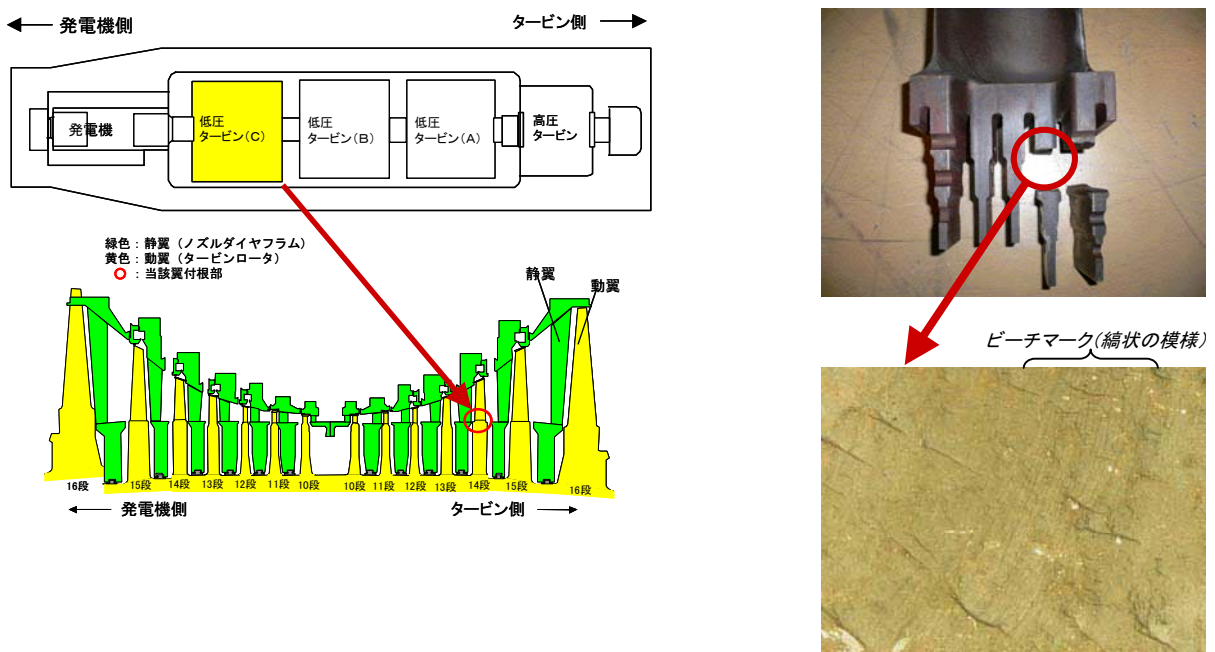 発電機側
タービン側
発電機
低圧
タービン(C)
低圧
タービン(B)
低圧
タービン(A)
高圧
タービン
緑色:静翼(ノズルダイヤフラム)
黄色:動翼(タービンロータ)
:当該翼付根部
静翼
動翼
16段
15段
14段
13段
12段
11段
10段
10段
11段
12段
13段
14段
15段
16段
発電機側
タービン側
ビーチマーク(縞状の模様)